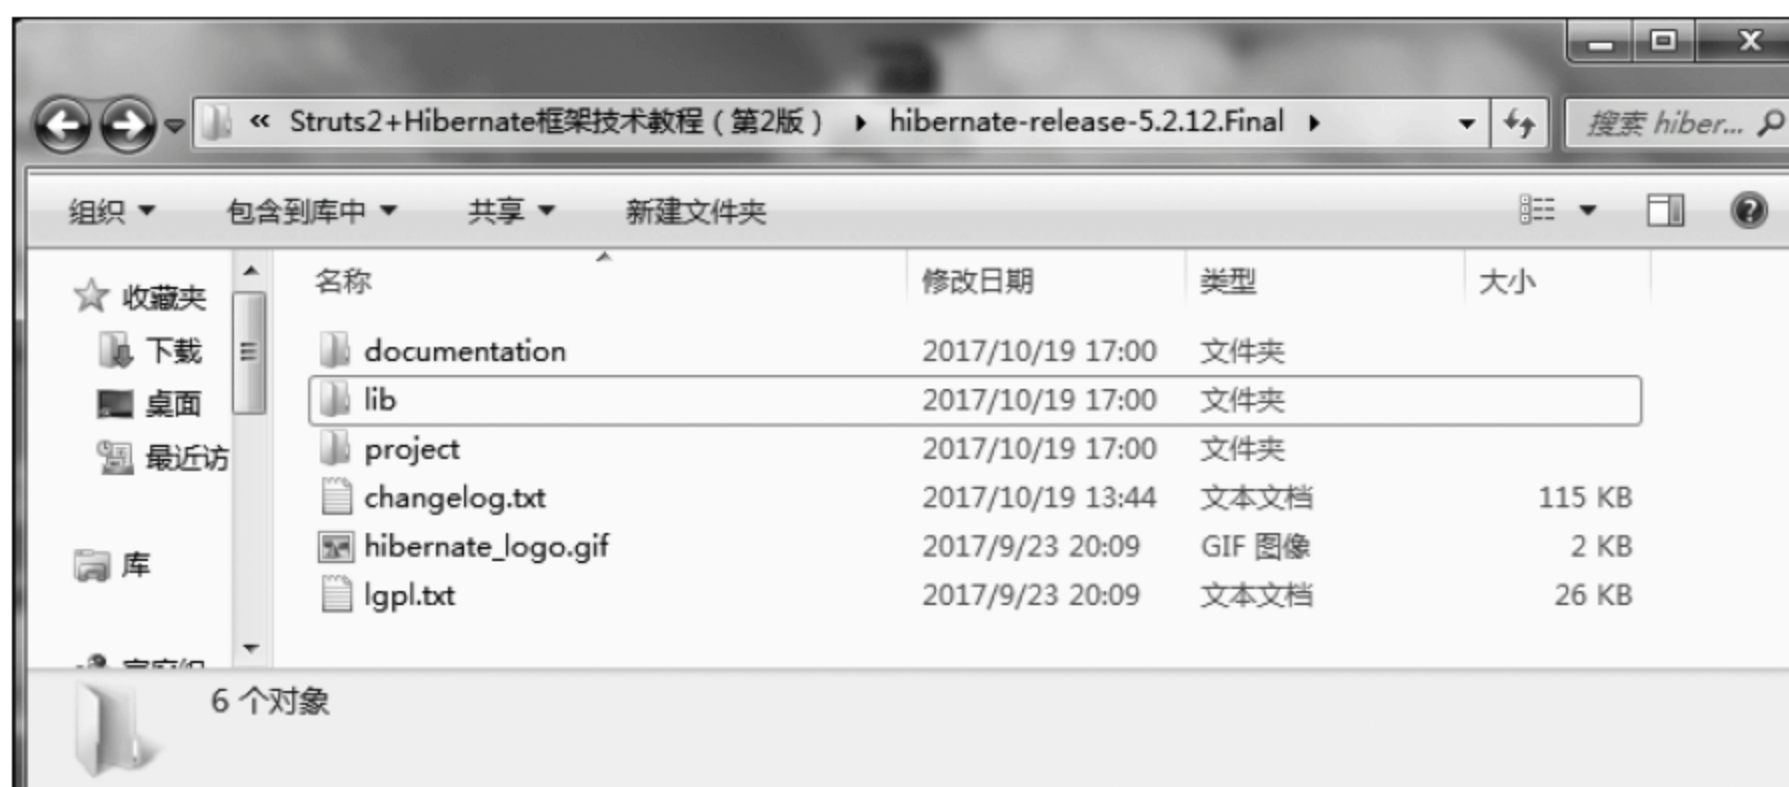 « Struts2+Hibernate框架技术教程（第2版） ▸ hibernate-release-5.2.12.Final ▸ 搜索 hiber...
组织 包含到库中 共享 新建文件夹
收藏夹
下载
桌面
最近访
库
名称 修改日期 类型 大小
documentation 2017/10/19 17:00 文件夹
lib 2017/10/19 17:00 文件夹
project 2017/10/19 17:00 文件夹
changelog.txt 2017/10/19 13:44 文本文档 115 KB
hibernate_logo.gif 2017/9/23 20:09 GIF 图像 2 KB
lgpl.txt 2017/9/23 20:09 文本文档 26 KB
6 个对象